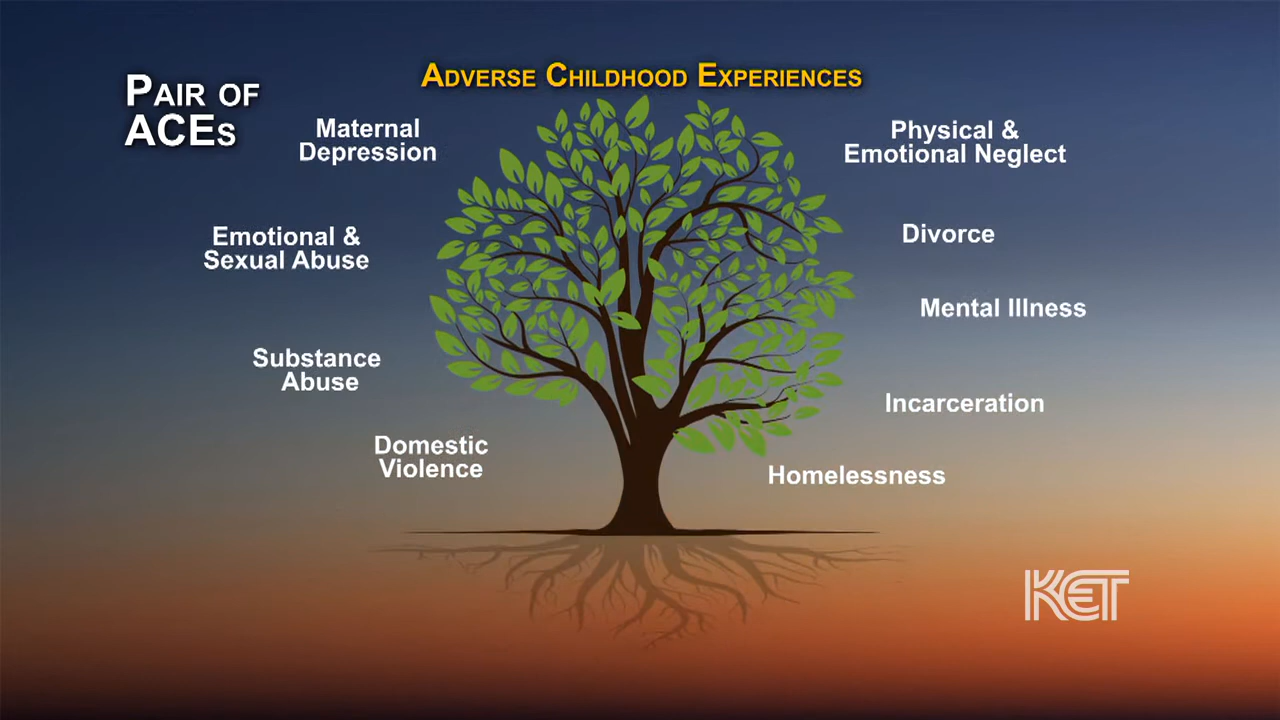 PAIR OF
ACES
ADVERSE CHILDHOOD EXPERIENCES
Maternal
Depression
Physical &
Emotional Neglect
Emotional &
Sexual Abuse
Divorce
Mental Illness
Substance
Abuse
Incarceration
Domestic
Violence
Homelessness
KET